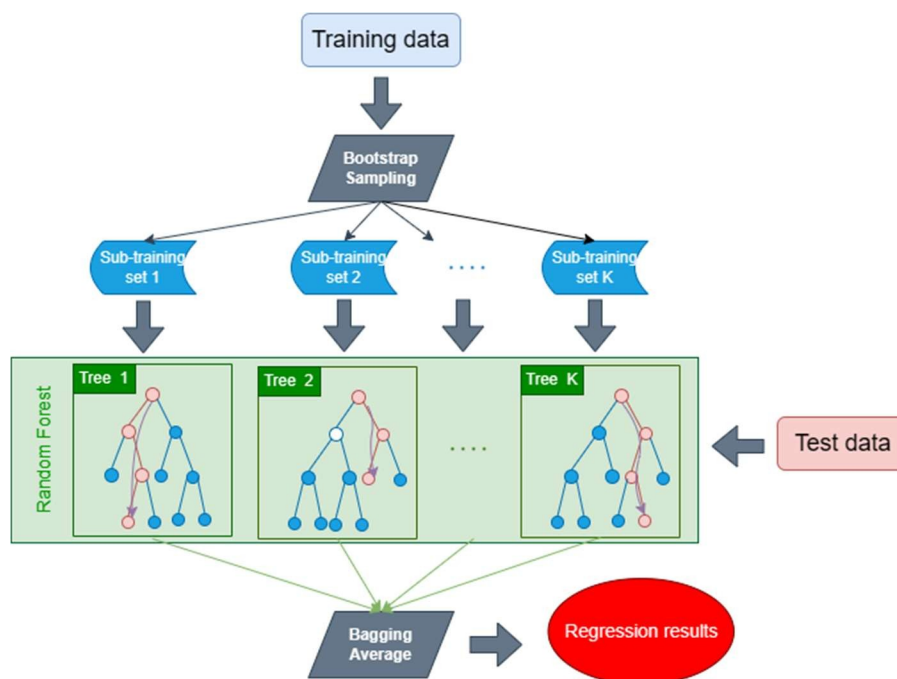 Training data
Bootstrap
Sampling
Sub-training
set 1
Sub-training
set 2
....
Sub-training
set K
Random Forest
Tree 1
Tree 2
....
Tree K
Test data
Bagging
Average
Regression results